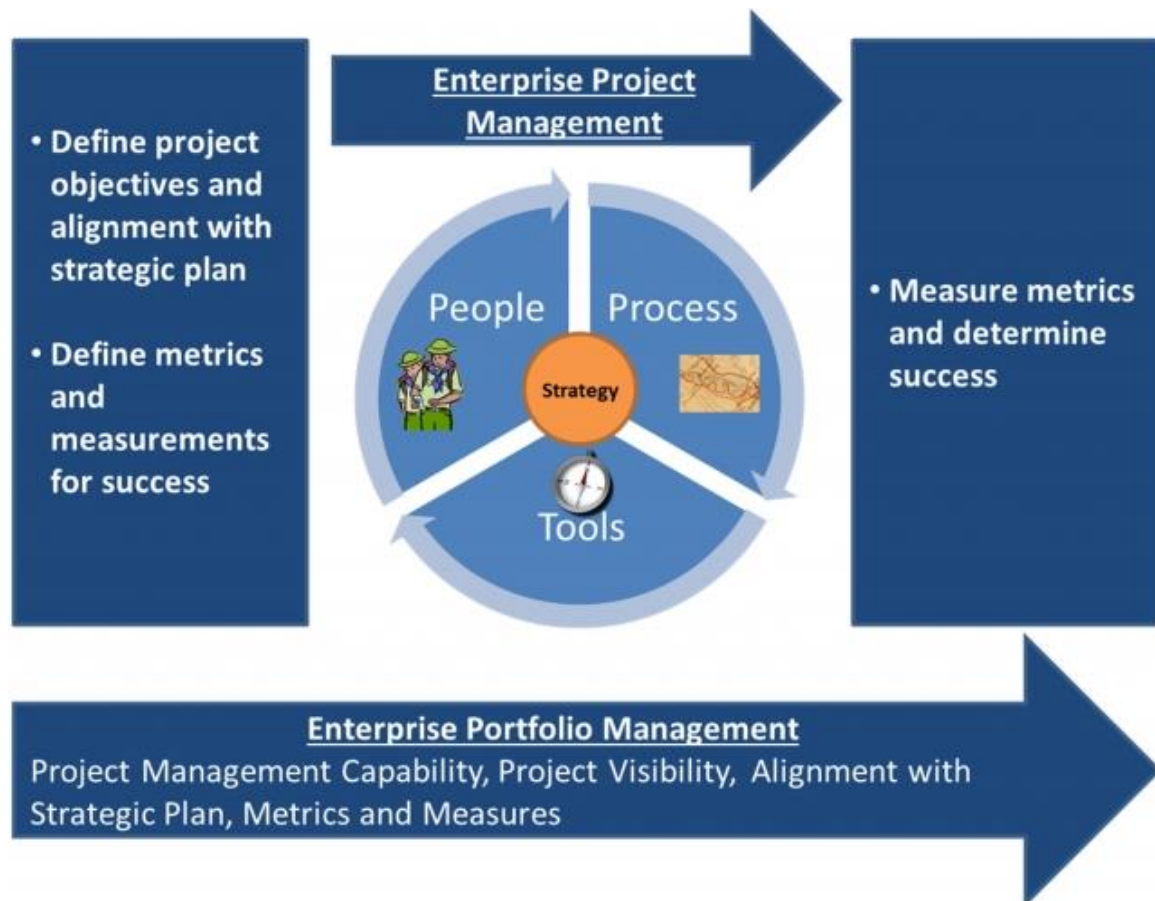 • Define project
objectives and
alignment with
strategic plan
• Define metrics
and
measurements
for success
Enterprise Project
Management
People
Process
Strategy
Tools
• Measure metrics
and determine
success
Enterprise Portfolio Management
Project Management Capability, Project Visibility, Alignment with
Strategic Plan, Metrics and Measures